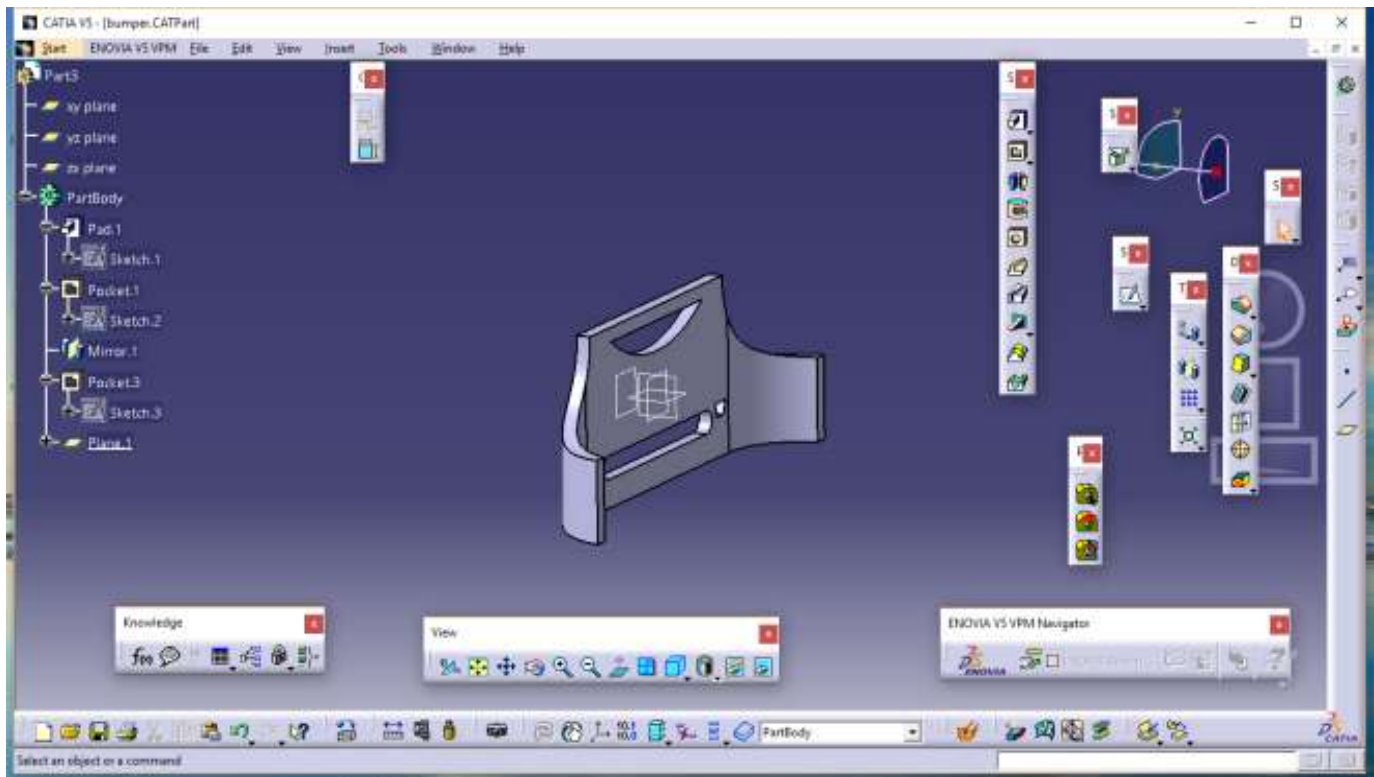 CATIA V5 - [bumper.CATPart]
Start ENOVIA V5 VPM File Edit View Insert Tools Window Help
Part3
xy plane
yz plane
zx plane
PartBody
Pad.1
Sketch.1
Pocket.1
Sketch.2
Mirror.1
Pocket.3
Sketch.3
Plane.1
Knowledge
View
ENOVIA V5 VPM Navigator
ENOVIA
PartBody
CATIA
Select an object or a command